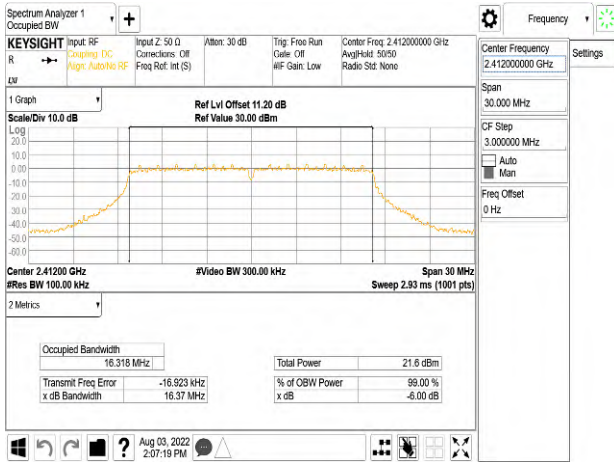 Spectrum Analyzer 1
Occupied BW
Frequency
KEYSIGHT
R
Input: RF
Coupling: DC
Align: Auto/No RF
Input Z: 50 Ω
Corrections: Off
Freq Ref: Int (S)
Atten: 30 dB
Trig: Free Run
Gate: Off
#IF Gain: Low
Center Freq: 2.412000000 GHz
Avg|Hold: 50/50
Radio Std: None
Center Frequency
2.412000000 GHz
Settings
Span
30.000 MHz
CF Step
3.000000 MHz
Auto
Man
Freq Offset
0 Hz
1 Graph
Scale/Div 10.0 dB
Ref Lvl Offset 11.20 dB
Ref Value 30.00 dBm
Log
20.0
10.0
0.00
-10.0
-20.0
-30.0
-40.0
-50.0
-60.0
Center 2.41200 GHz
#Video BW 300.00 kHz
Span 30 MHz
#Res BW 100.00 kHz
Sweep 2.93 ms (1001 pts)
2 Metrics
Occupied Bandwidth
16.318 MHz
Total Power 21.6 dBm
Transmit Freq Error -16.923 kHz
% of OBW Power 99.00 %
x dB Bandwidth 16.37 MHz
x dB -6.00 dB
?
Aug 03, 2022
2:07:19 PM